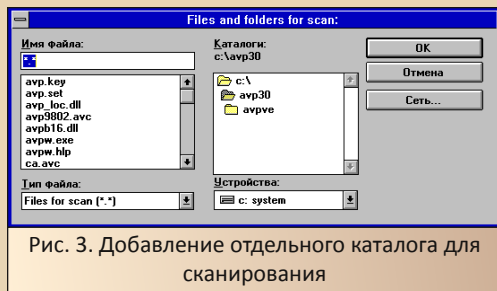 Files and folders for scan:
Имя файла:
*.*
avp.key
avp.set
avp_loc.dll
avp9802.avc
avpb16.dll
avpw.exe
avpw.hlp
ca.avc
Тип файла:
Files for scan (*.*)
Каталоги:
c:\avp30
c:\
avp30
avpve
Устройства:
c: system
OK
Отмена
Сеть...
Рис. 3. Добавление отдельного каталога для
сканирования